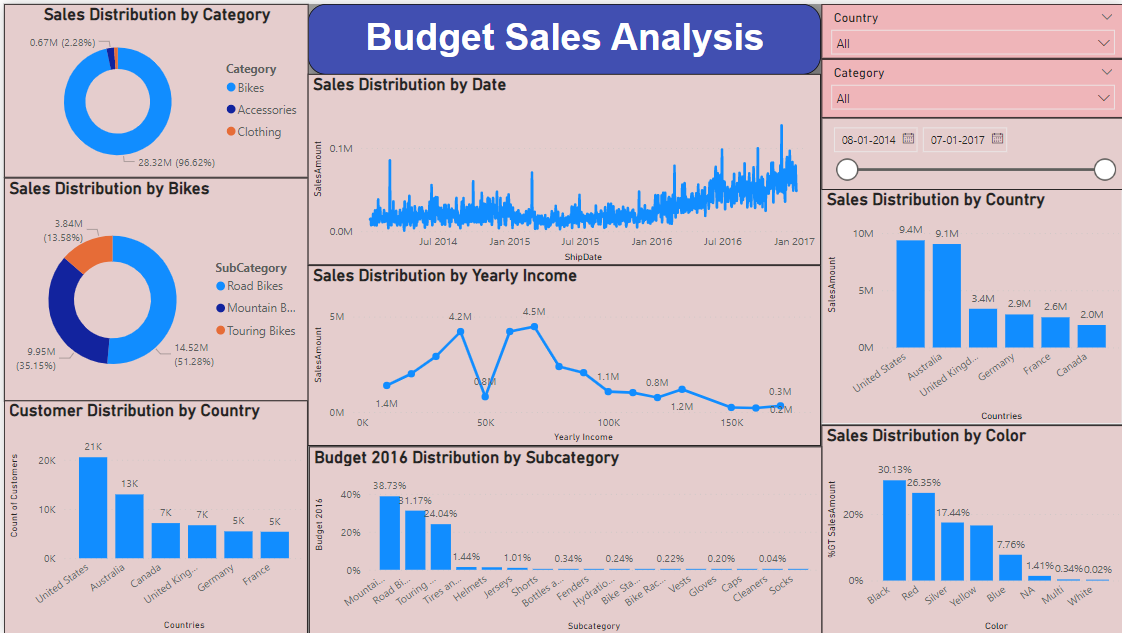 Sales Distribution by Category
0.67M (2.28%)
28.32M (96.62%)
Category
Bikes
Accessories
Clothing
Sales Distribution by Bikes
3.84M
(13.58%)
9.95M
(35.15%)
14.52M
(51.28%)
SubCategory
Road Bikes
Mountain B...
Touring Bikes
Customer Distribution by Country
Count of Customers
20K
10K
0K
21K
13K
7K
7K
5K
5K
United States
Australia
Canada
United King...
Germany
France
Countries
Budget Sales Analysis
Sales Distribution by Date
SalesAmount
0.1M
0.0M
Jul 2014
Jan 2015
Jul 2015
Jan 2016
Jul 2016
Jan 2017
ShipDate
Sales Distribution by Yearly Income
SalesAmount
5M
0M
1.4M
4.2M
0.8M
4.5M
1.1M
0.8M
1.2M
0.3M
0.2M
0K
50K
100K
150K
Yearly Income
Budget 2016 Distribution by Subcategory
Budget 2016
40%
20%
0%
38.73%
31.17%
24.04%
1.44%
1.01%
0.34%
0.24%
0.22%
0.20%
0.04%
Mountai...
Road Bi...
Touring ...
Tires an...
Helmets
Jerseys
Shorts
Bottles a...
Fenders
Hydratio...
Bike Sta...
Bike Rac...
Vests
Gloves
Caps
Cleaners
Socks
Subcategory
Country
All
Category
All
08-01-2014
07-01-2017
Sales Distribution by Country
SalesAmount
10M
5M
0M
9.4M
9.1M
3.4M
2.9M
2.6M
2.0M
United States
Australia
United Kingd...
Germany
France
Canada
Countries
Sales Distribution by Color
%GT SalesAmount
20%
0%
30.13%
26.35%
17.44%
7.76%
1.41%
0.34%
0.02%
Black
Red
Silver
Yellow
Blue
NA
Multi
White
Color